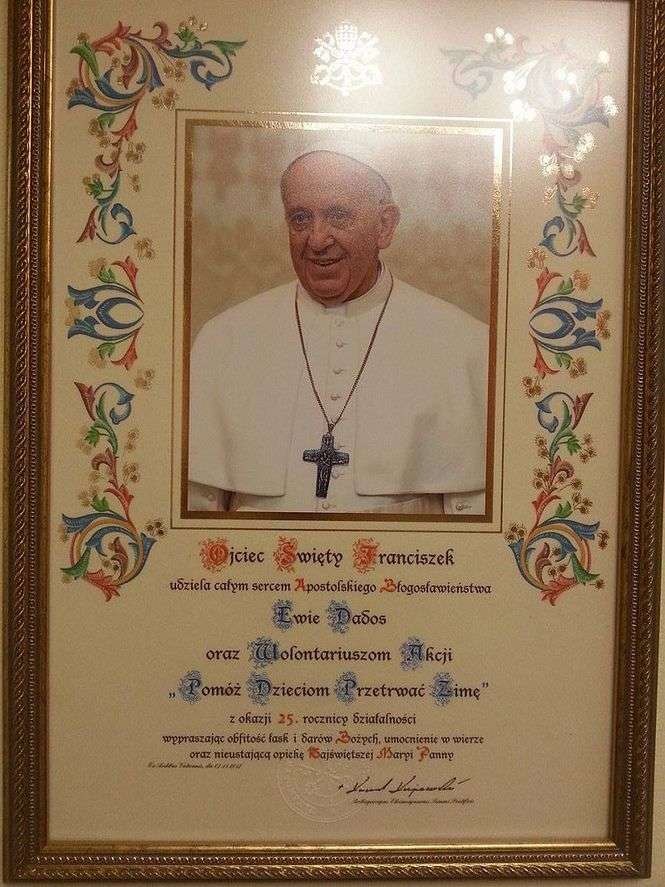 Ojciec Święty Franciszek
udziela całym sercem Apostolskiego Błogosławieństwa
Ewie Dados
oraz Wolontariuszom Akcji
„Pomóż Dzieciom Przetrwać Zimę”
z okazji 25. rocznicy działalności
wypraszając obfitość łask i darów Bożych, umocnienie w wierze
oraz nieustającą opiekę Najświętszej Maryi Panny